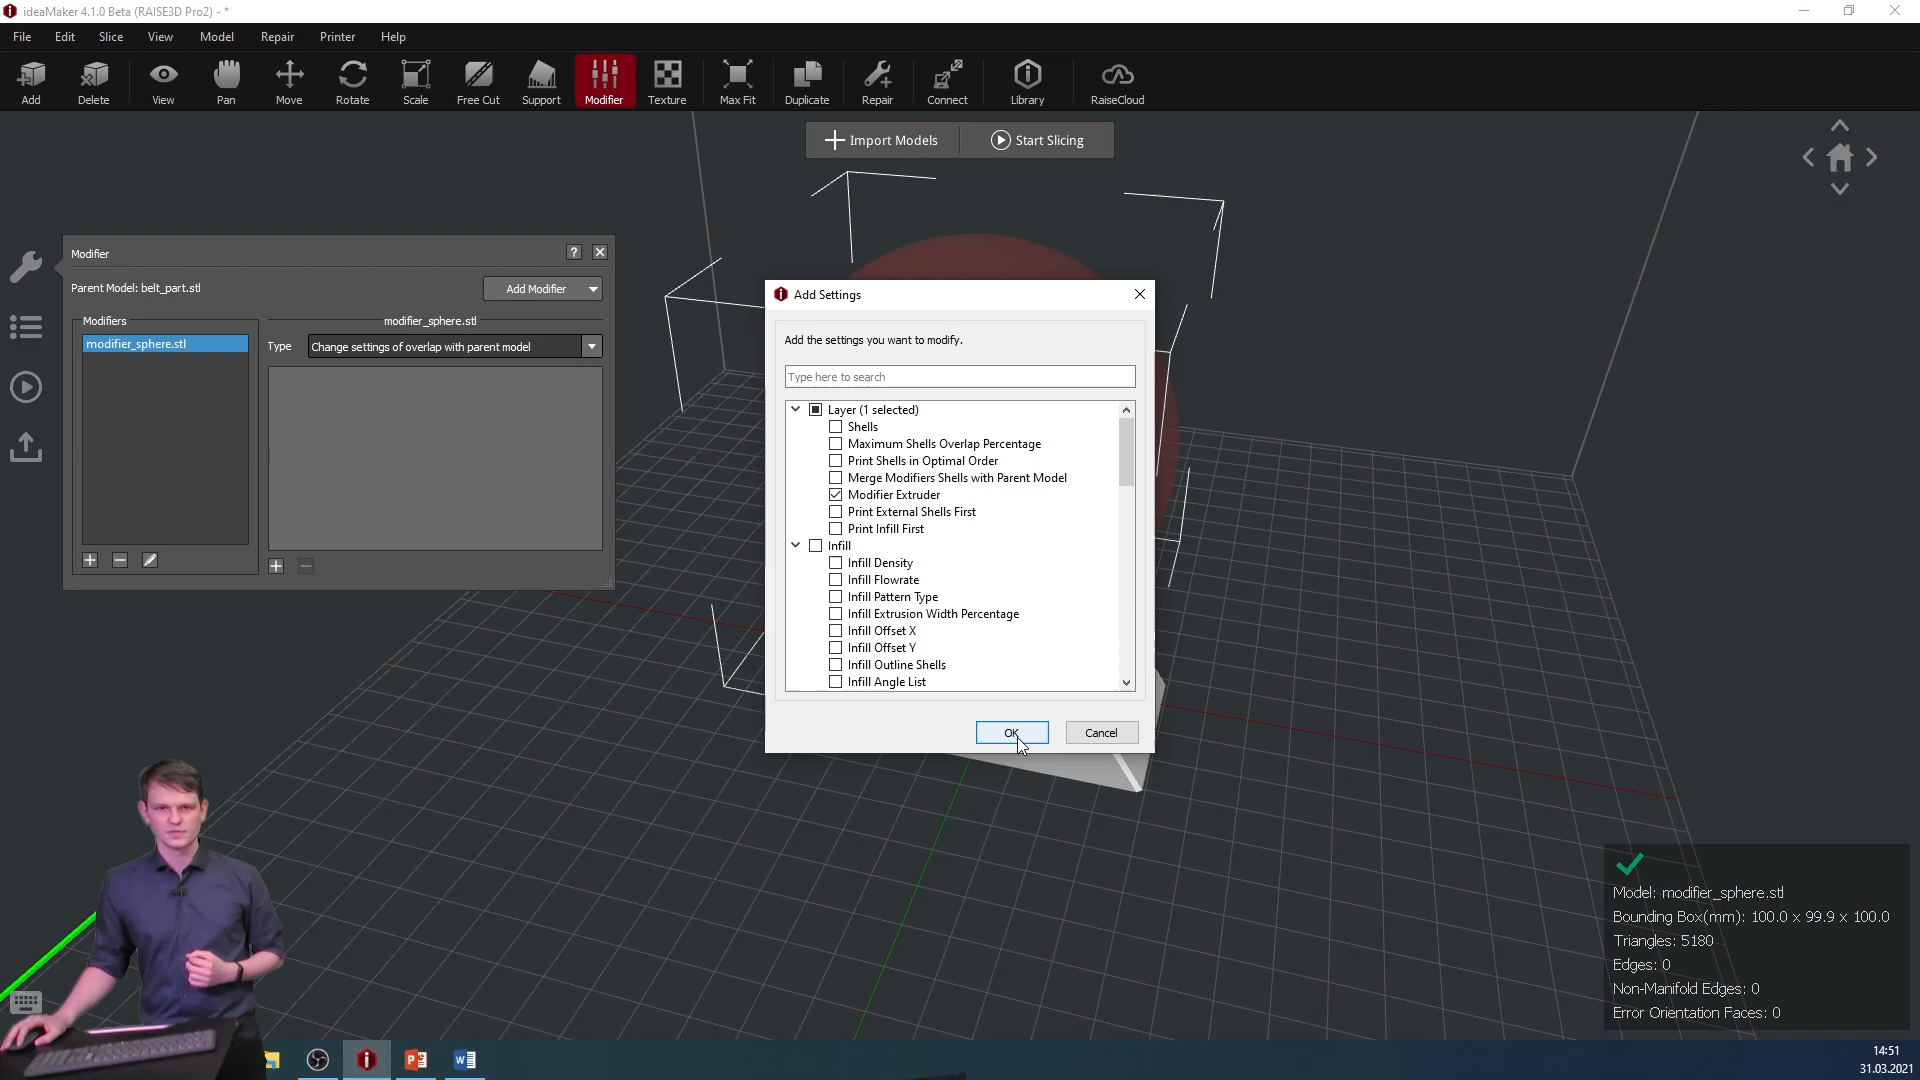 ideaMaker 4.1.0 Beta (RAISE3D Pro2) - *
File Edit Slice View Model Repair Printer Help
Add Delete View Pan Move Rotate Scale Free Cut Support Modifier Texture Max Fit Duplicate Repair Connect Library RaiseCloud
Import Models Start Slicing
Modifier ?
Parent Model: belt_part.stl Add Modifier
Modifiers modifier_sphere.stl
modifier_sphere.stl Type Change settings of overlap with parent model
Add Settings
Add the settings you want to modify.
Type here to search
Layer (1 selected)
Shells
Maximum Shells Overlap Percentage
Print Shells in Optimal Order
Merge Modifiers Shells with Parent Model
Modifier Extruder
Print External Shells First
Print Infill First
Infill
Infill Density
Infill Flowrate
Infill Pattern Type
Infill Extrusion Width Percentage
Infill Offset X
Infill Offset Y
Infill Outline Shells
Infill Angle List
OK Cancel
Model: modifier_sphere.stl
Bounding Box(mm): 100.0 x 99.9 x 100.0
Triangles: 5180
Edges: 0
Non-Manifold Edges: 0
Error Orientation Faces: 0
14:51
31.03.2021